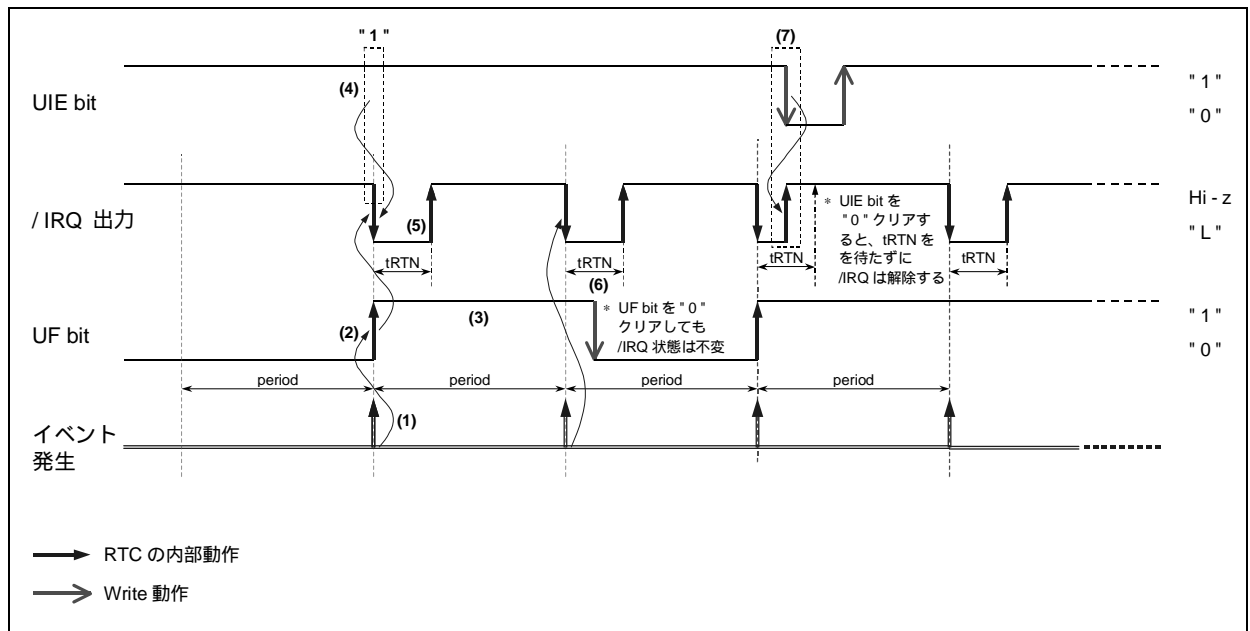 " 1 "
(7)
(4)
UIE bit
" 1 "
" 0 "
/ IRQ 出力
(5)
Hi - z
" L "
* UIE bit を
" 0 " クリアす
ると、tRTN を
を待たずに
/IRQ は解除する
tRTN
tRTN
tRTN
tRTN
(6)
UF bit
(2)
(3)
* UF bit を " 0 "
クリアしても
/IRQ 状態は不変
" 1 "
" 0 "
period
period
period
period
(1)
イベント
発生
RTC の内部動作
Write 動作